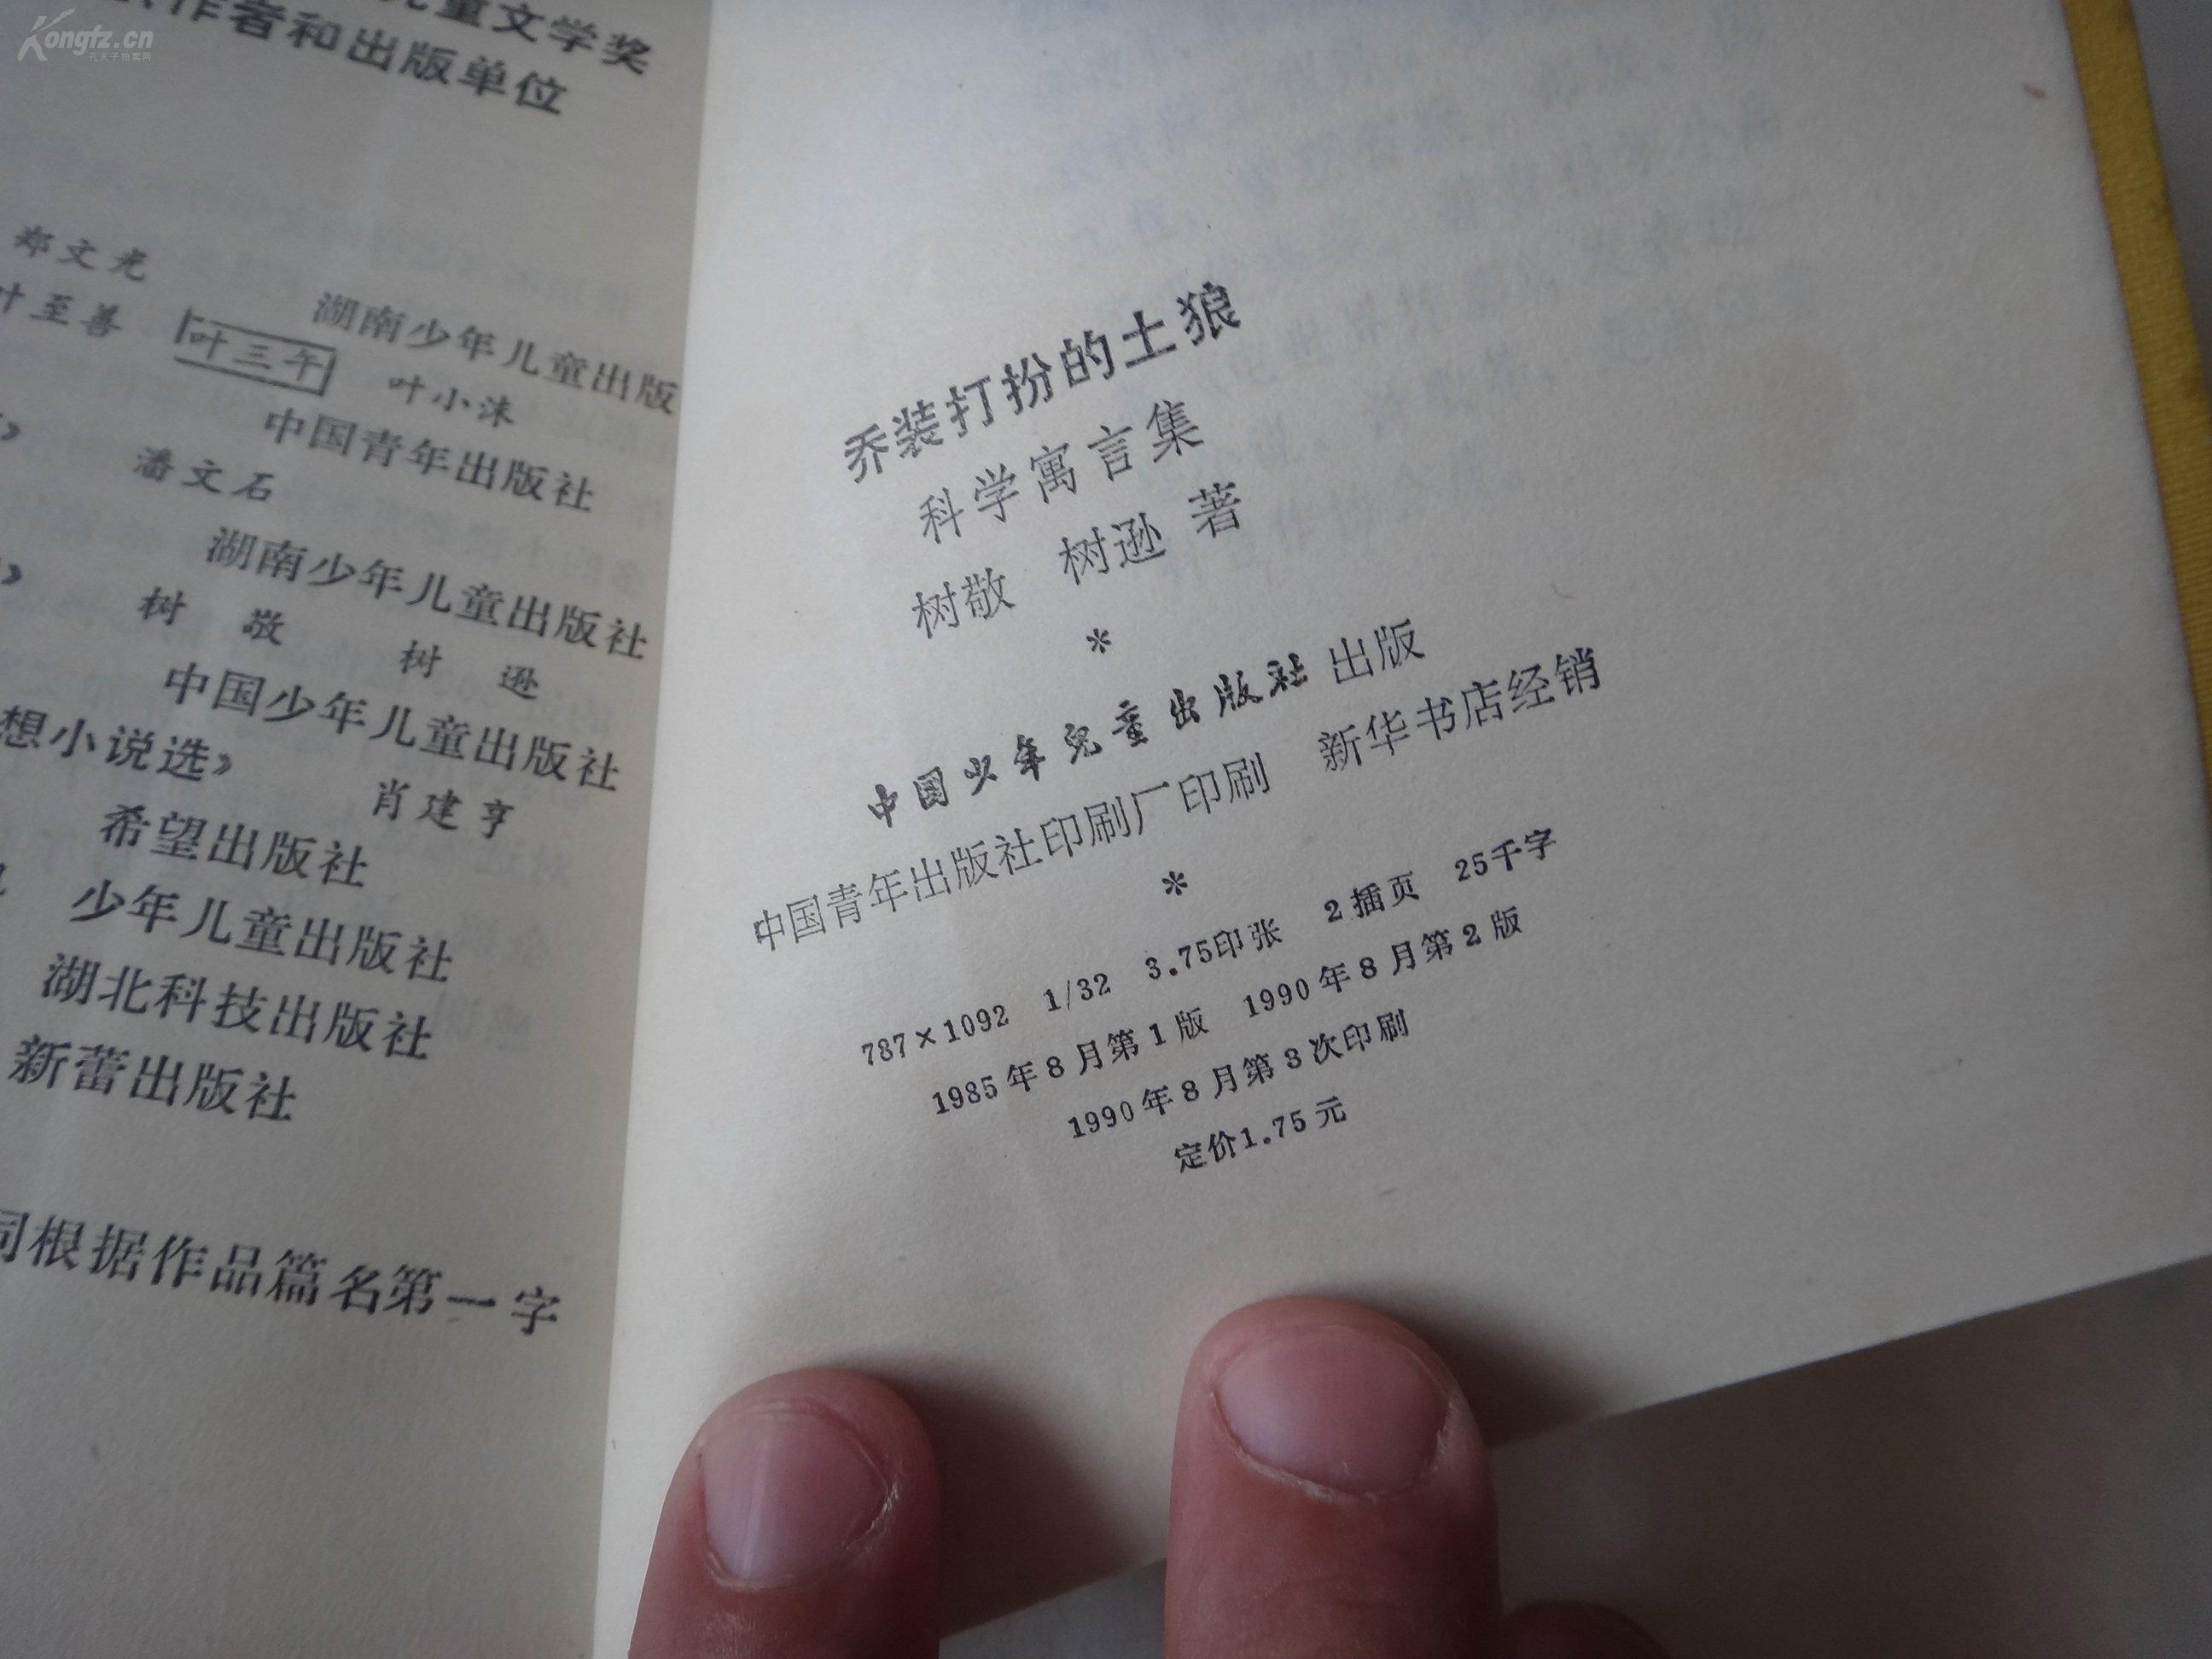 Kongfz.cn
孔夫子拍卖网
儿童文学奖
作者和出版单位
郑文光
湖南少年儿童出版
叶至善 叶三午 叶小沫
中国青年出版社
》 潘文石
湖南少年儿童出版社
》 树敬 树逊
中国少年儿童出版社
想小说选》 肖建亨
希望出版社
少年儿童出版社
湖北科技出版社
新蕾出版社
同根据作品篇名第一字
乔装打扮的土狼
科学寓言集
树敬 树逊 著
*
中国少年兒童出版社 出版
中国青年出版社印刷厂印刷 新华书店经销
*
787×1092 1/32 3.75印张 2插页 25千字
1985年8月第1版 1990年8月第2版
1990年8月第3次印刷
定价1.75元